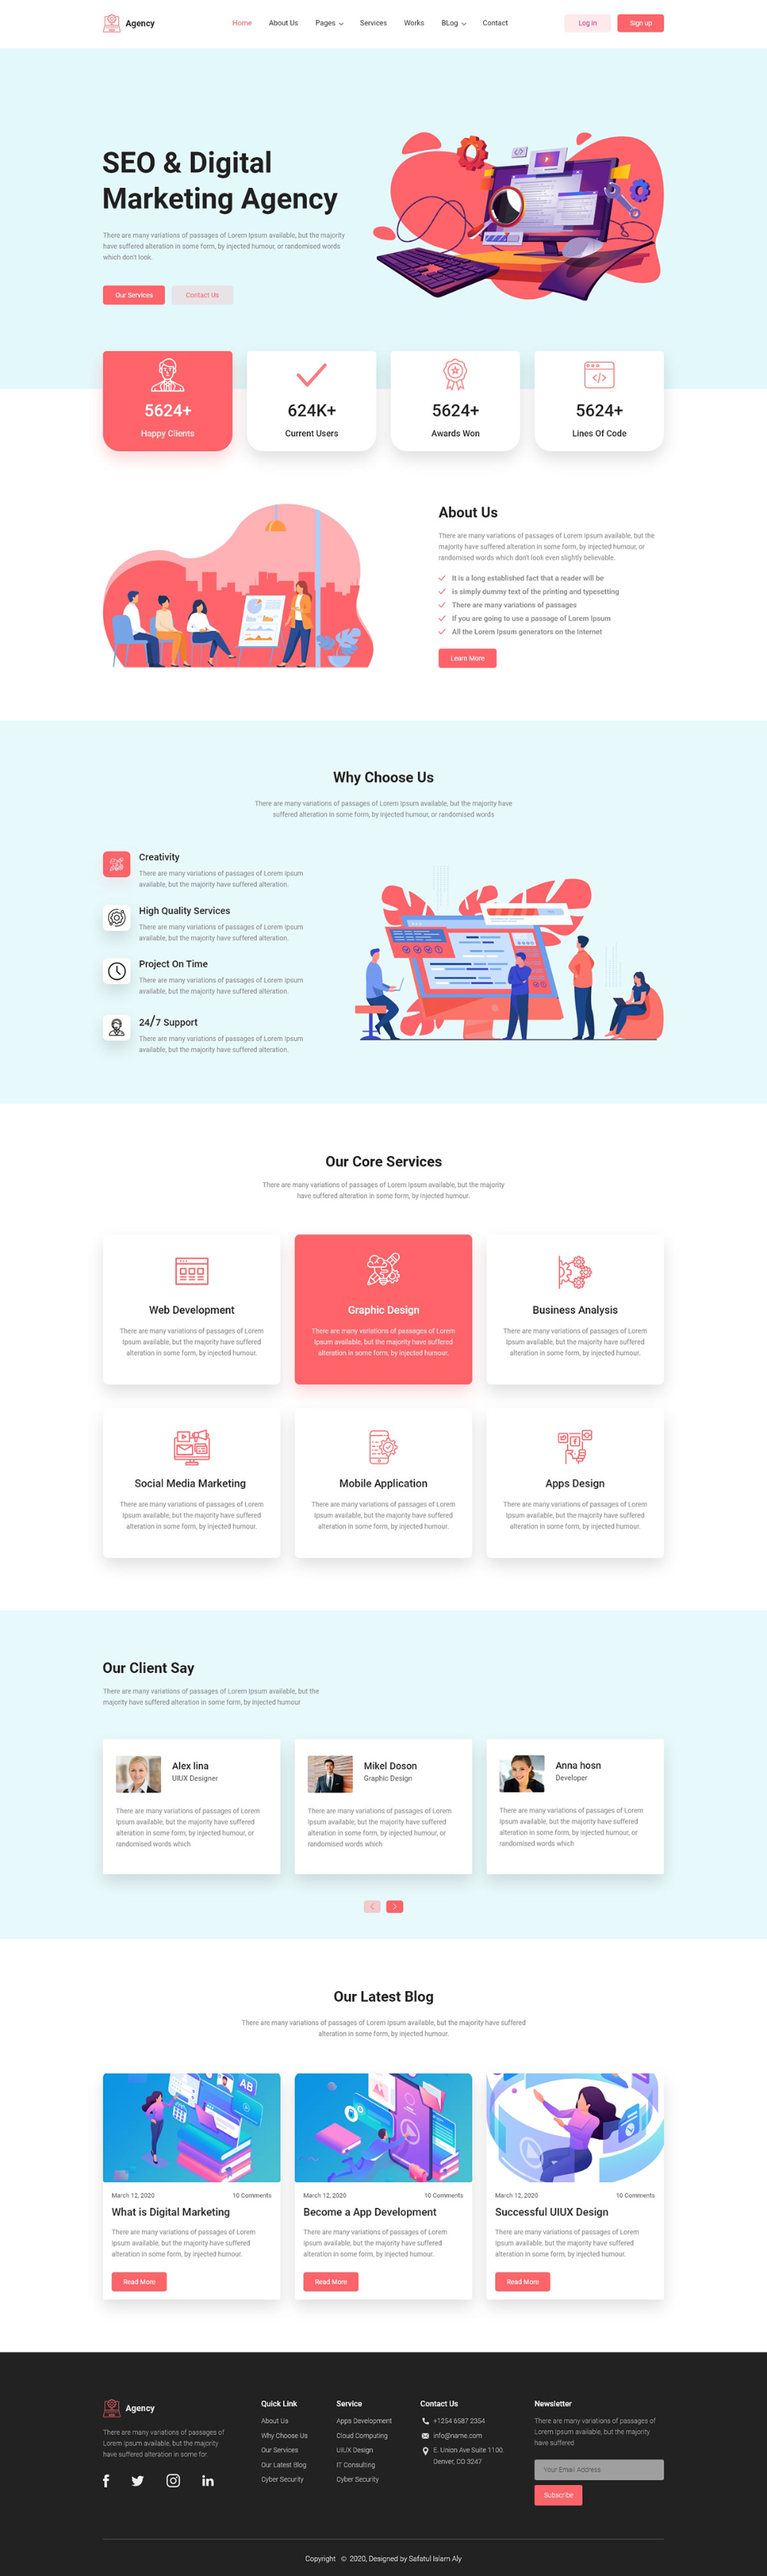 Agency
Home About Us Pages Services Works BLog Contact
Log in Sign up
SEO & Digital
Marketing Agency
There are many variations of passages of Lorem Ipsum available, but the majority
have suffered alteration in some form, by injected humour, or randomised words
which don't look.
Our Services Contact Us
5624+
Happy Clients
624K+
Current Users
5624+
Awards Won
5624+
Lines Of Code
About Us
There are many variations of passages of Lorem Ipsum available, but the
majority have suffered alteration in some form, by injected humour, or
randomised words which don't look even slightly believable.
It is a long established fact that a reader will be
is simply dummy text of the printing and typesetting
There are many variations of passages
If you are going to use a passage of Lorem Ipsum
All the Lorem Ipsum generators on the Internet
Learn More
Why Choose Us
There are many variations of passages of Lorem Ipsum available, but the majority have
suffered alteration in some form, by injected humour, or randomised words
Creativity
There are many variations of passages of Lorem Ipsum
available, but the majority have suffered alteration.
High Quality Services
There are many variations of passages of Lorem Ipsum
available, but the majority have suffered alteration.
Project On Time
There are many variations of passages of Lorem Ipsum
available, but the majority have suffered alteration.
24/7 Support
There are many variations of passages of Lorem Ipsum
available, but the majority have suffered alteration.
Our Core Services
There are many variations of passages of Lorem Ipsum available, but the majority
have suffered alteration in some form, by injected humour.
Web Development
There are many variations of passages of Lorem
Ipsum available, but the majority have suffered
alteration in some form, by injected humour.
Graphic Design
There are many variations of passages of Lorem
Ipsum available, but the majority have suffered
alteration in some form, by injected humour.
Business Analysis
There are many variations of passages of Lorem
Ipsum available, but the majority have suffered
alteration in some form, by injected humour.
Social Media Marketing
There are many variations of passages of Lorem
Ipsum available, but the majority have suffered
alteration in some form, by injected humour.
Mobile Application
There are many variations of passages of Lorem
Ipsum available, but the majority have suffered
alteration in some form, by injected humour.
Apps Design
There are many variations of passages of Lorem
Ipsum available, but the majority have suffered
alteration in some form, by injected humour.
Our Client Say
There are many variations of passages of Lorem Ipsum available, but the
majority have suffered alteration in some form, by injected humour
Alex lina
UIUX Designer
There are many variations of passages of Lorem
Ipsum available, but the majority have suffered
alteration in some form, by injected humour, or
randomised words which
Mikel Doson
Graphic Design
There are many variations of passages of Lorem
Ipsum available, but the majority have suffered
alteration in some form, by injected humour, or
randomised words which
Anna hosn
Developer
There are many variations of passages of Lorem
Ipsum available, but the majority have suffered
alteration in some form, by injected humour, or
randomised words which
Our Latest Blog
There are many variations of passages of Lorem Ipsum available, but the majority have suffered
alteration in some form, by injected humour.
AB
March 12, 2020 10 Comments
What is Digital Marketing
There are many variations of passages of Lorem
Ipsum available, but the majority have suffered
alteration in some form, by injected humour.
Read More
March 12, 2020 10 Comments
Become a App Development
There are many variations of passages of Lorem
Ipsum available, but the majority have suffered
alteration in some form, by injected humour.
Read More
March 12, 2020 10 Comments
Successful UIUX Design
There are many variations of passages of Lorem
Ipsum available, but the majority have suffered
alteration in some form, by injected humour.
Read More
Agency
There are many variations of passages of
Lorem Ipsum available, but the majority
have suffered alteration in some for.
Quick Link
About Us
Why Choose Us
Our Services
Our Latest Blog
Cyber Security
Service
Apps Development
Cloud Computing
UIUX Design
IT Consulting
Cyber Security
Contact Us
+1254 6587 2354
info@name.com
E. Union Ave Suite 1100.
Denver, CO 3247
Newsletter
There are many variations of passages of
Lorem Ipsum available, but the majority
have suffered
Your Email Address
Subscribe
Copyright © 2020, Designed by Safatul Islam Aly